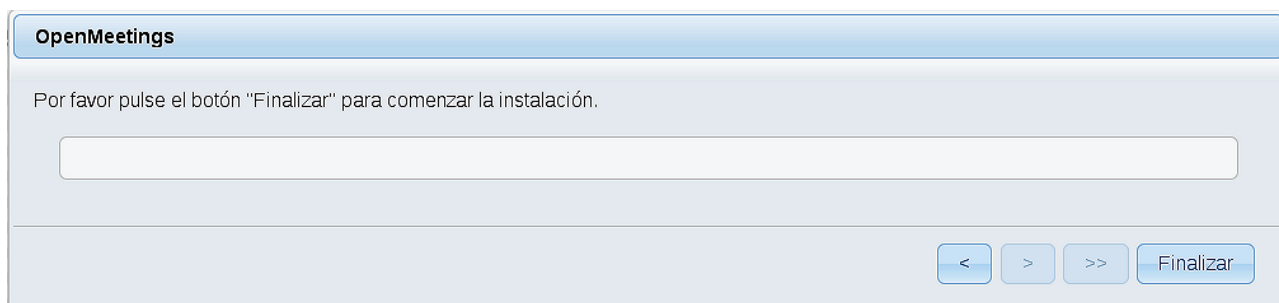 OpenMeetings
Por favor pulse el botón "Finalizar" para comenzar la instalación.
< > >> Finalizar